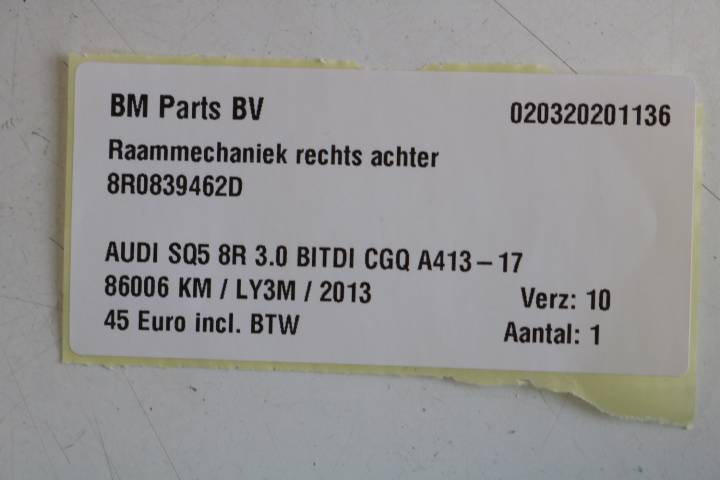 BM Parts BV 020320201136
Raammechaniek rechts achter
8R0839462D
AUDI SQ5 8R 3.0 BITDI CGQ A413-17
86006 KM / LY3M / 2013 Verz: 10
45 Euro incl. BTW Aantal: 1